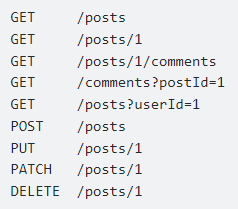 GET /posts
GET /posts/1
GET /posts/1/comments
GET /comments?postId=1
GET /posts?userId=1
POST /posts
PUT /posts/1
PATCH /posts/1
DELETE /posts/1